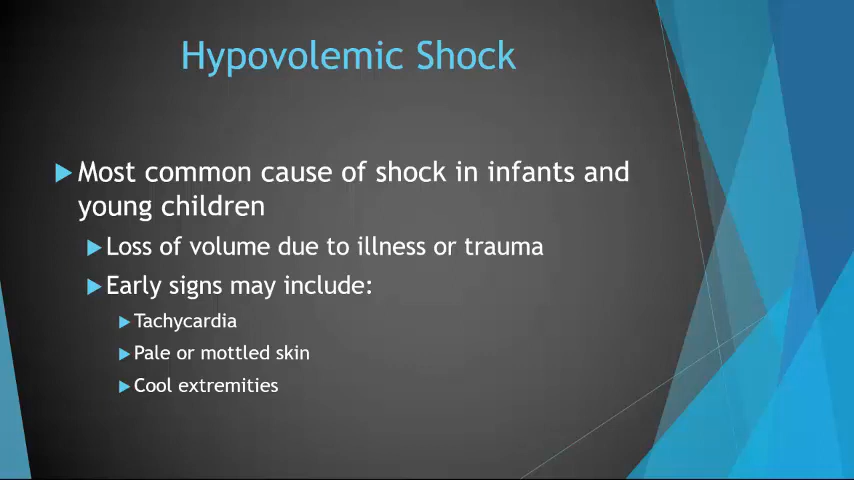 Hypovolemic Shock
Most common cause of shock in infants and
young children
Loss of volume due to illness or trauma
Early signs may include:
Tachycardia
Pale or mottled skin
Cool extremities